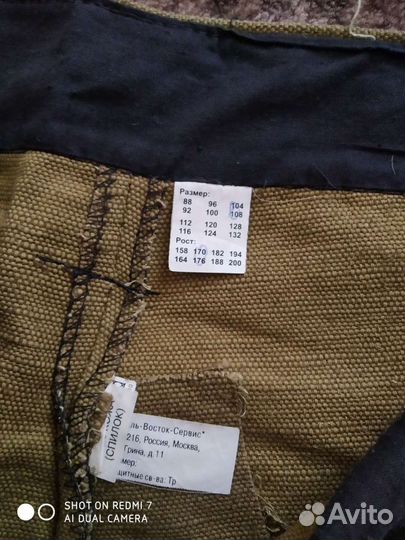 Размер:
88 96 104
92 100 108
112 120 128
116 124 132
Рост:
158 170 182 194
164 176 188 200
(СПИЛОК)
ль-Восток-Сервис"
216, Россия, Москва,
Грина, д.11
мер:
щитные св-ва: Тр
SHOT ON REDMI 7
AI DUAL CAMERA
Avito